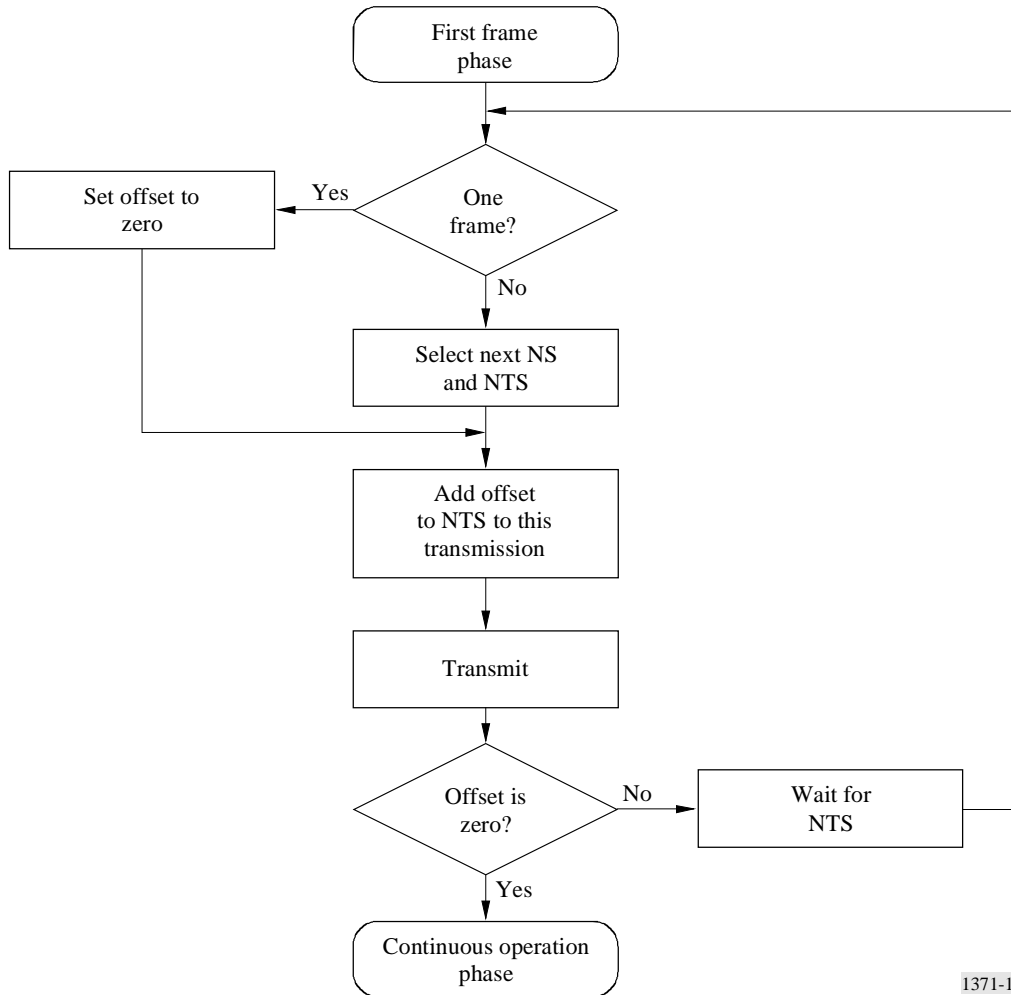 First frame
phase
One
frame?
Yes
Set offset to
zero
No
Select next NS
and NTS
Add offset
to NTS to this
transmission
Transmit
Offset is
zero?
No
Wait for
NTS
Yes
Continuous operation
phase
1371-1